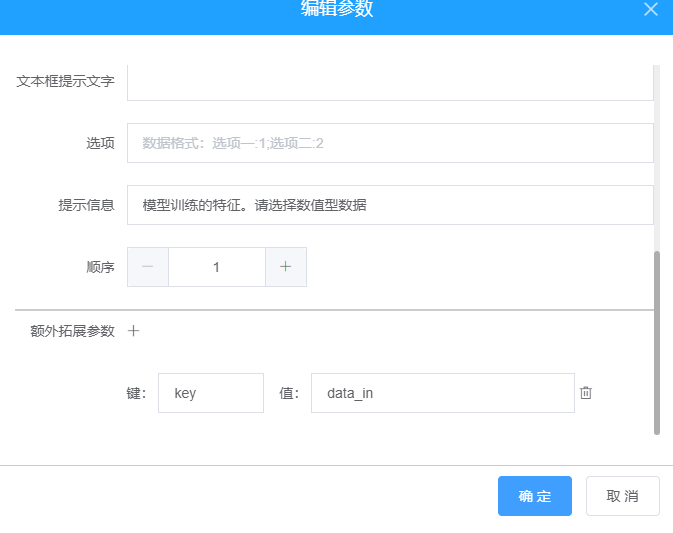 编辑参数
文本框提示文字
选项 数据格式：选项一:1;选项二:2
提示信息 模型训练的特征。请选择数值型数据
顺序 1
额外拓展参数
键： key 值： data_in
确 定 取 消